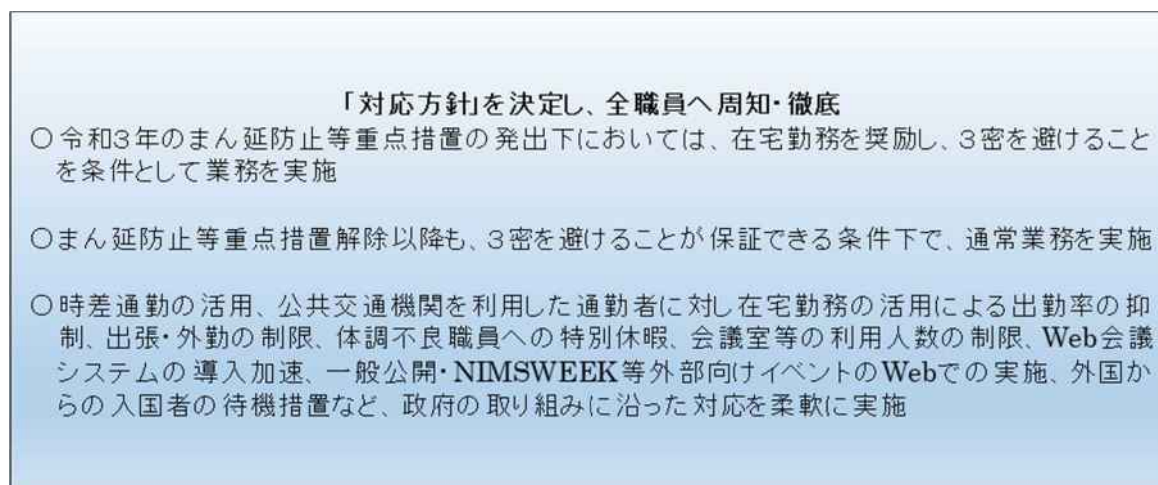 「対応方針」を決定し、全職員へ周知・徹底
○令和3年のまん延防止等重点措置の発出下においては、在宅勤務を奨励し、3密を避けること
を条件として業務を実施
○まん延防止等重点措置解除以降も、3密を避けることが保証できる条件下で、通常業務を実施
○時差通勤の活用、公共交通機関を利用した通勤者に対し在宅勤務の活用による出勤率の抑
制、出張・外勤の制限、体調不良職員への特別休暇、会議室等の利用人数の制限、Web会議
システムの導入加速、一般公開・NIMSWEEK等外部向けイベントのWebでの実施、外国か
らの入国者の待機措置など、政府の取り組みに沿った対応を柔軟に実施